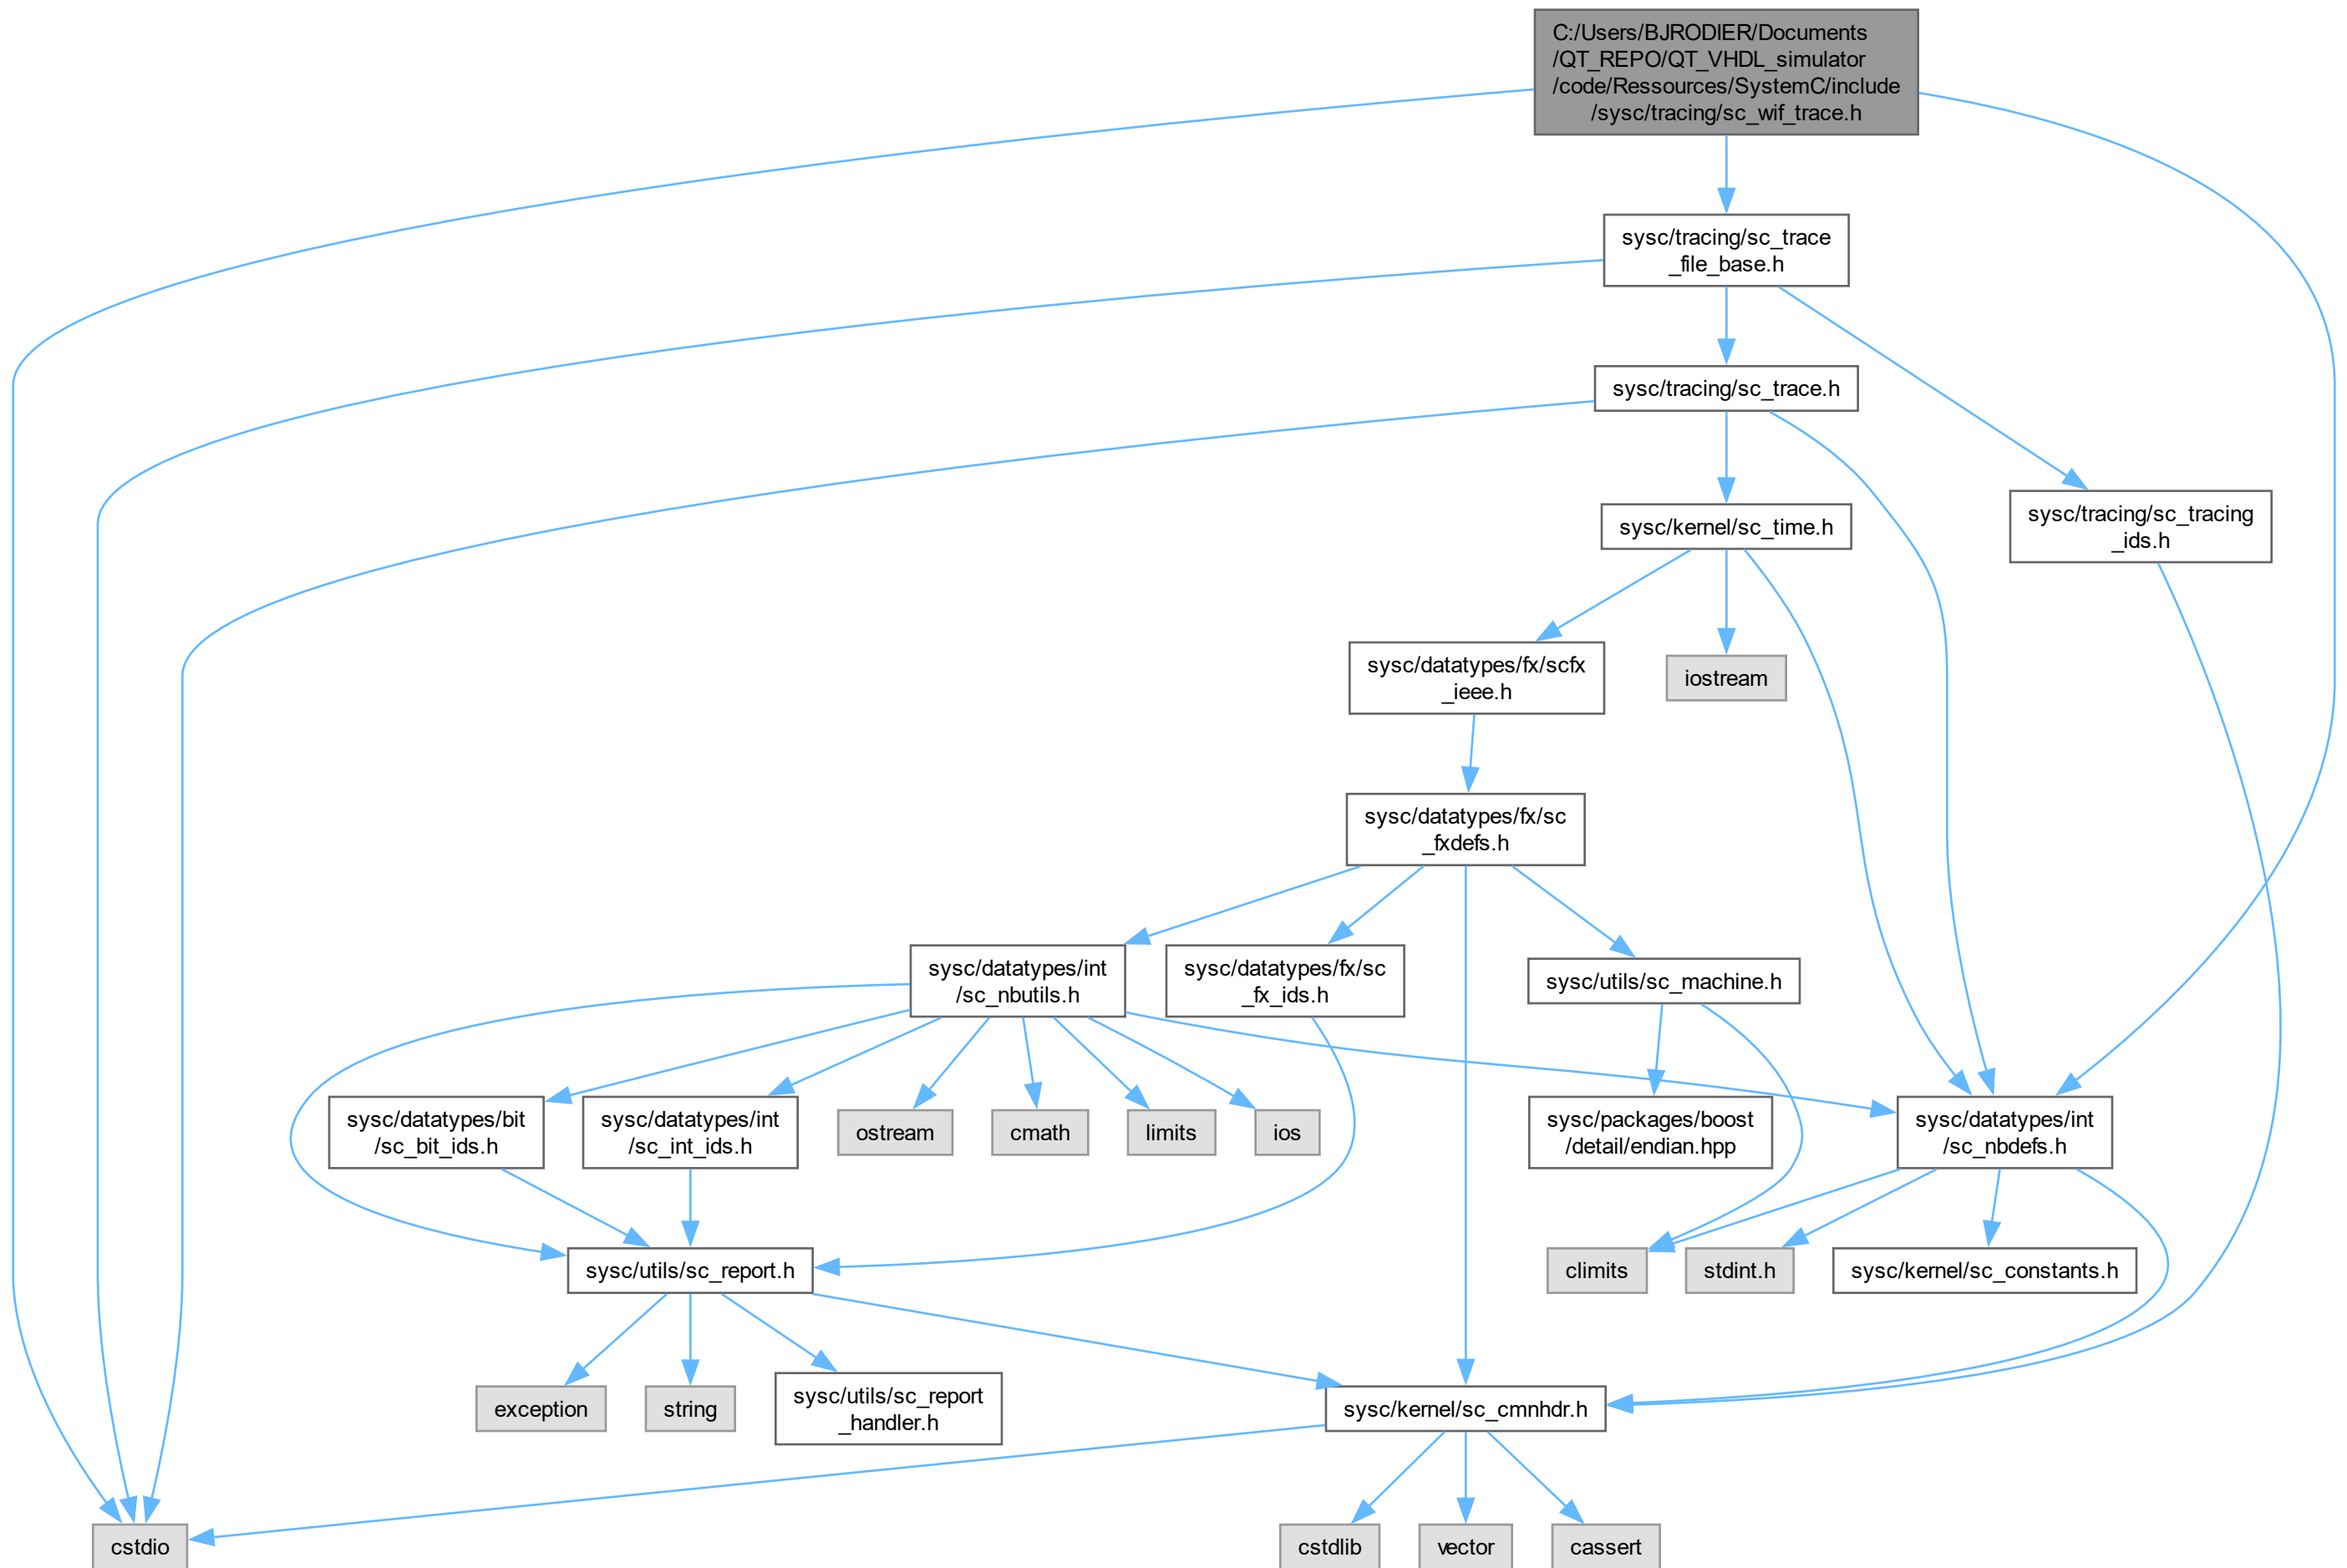 C:/Users/BJRODIER/Documents
/QT_REPO/QT_VHDL_simulator
/code/Ressources/SystemC/include
/sysc/tracing/sc_wif_trace.h
sysc/tracing/sc_trace
_file_base.h
sysc/tracing/sc_trace.h
sysc/kernel/sc_time.h
sysc/tracing/sc_tracing
_ids.h
sysc/datatypes/fx/scfx
_ieee.h
iostream
sysc/datatypes/fx/sc
_fxdefs.h
sysc/datatypes/int
/sc_nbutils.h
sysc/datatypes/fx/sc
_fx_ids.h
sysc/utils/sc_machine.h
sysc/datatypes/bit
/sc_bit_ids.h
sysc/datatypes/int
/sc_int_ids.h
ostream
cmath
limits
ios
sysc/packages/boost
/detail/endian.hpp
sysc/datatypes/int
/sc_nbdefs.h
sysc/utils/sc_report.h
climits
stdint.h
sysc/kernel/sc_constants.h
exception
string
sysc/utils/sc_report
_handler.h
sysc/kernel/sc_cmnhdr.h
cstdio
cstdlib
vector
cassert